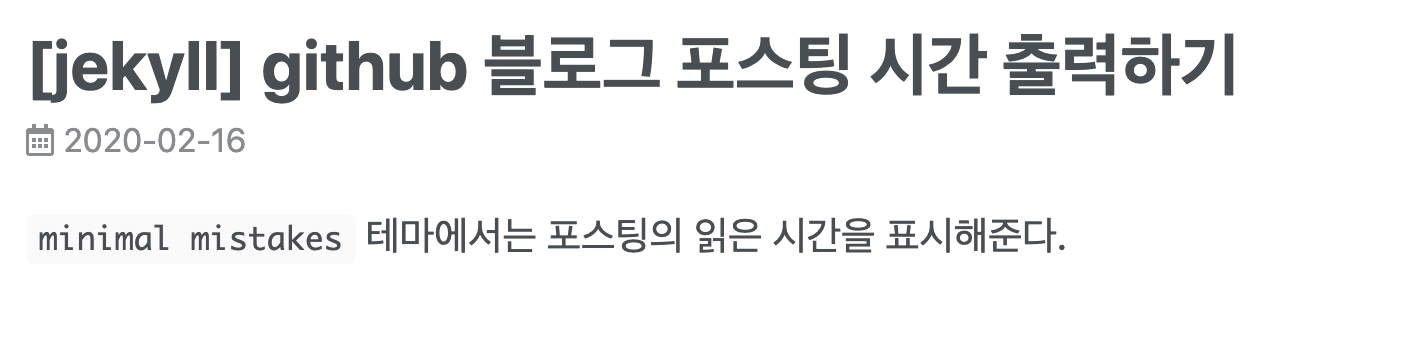 [jekyll] github 블로그 포스팅 시간 출력하기
2020-02-16
minimal mistakes 테마에서는 포스팅의 읽은 시간을 표시해준다.